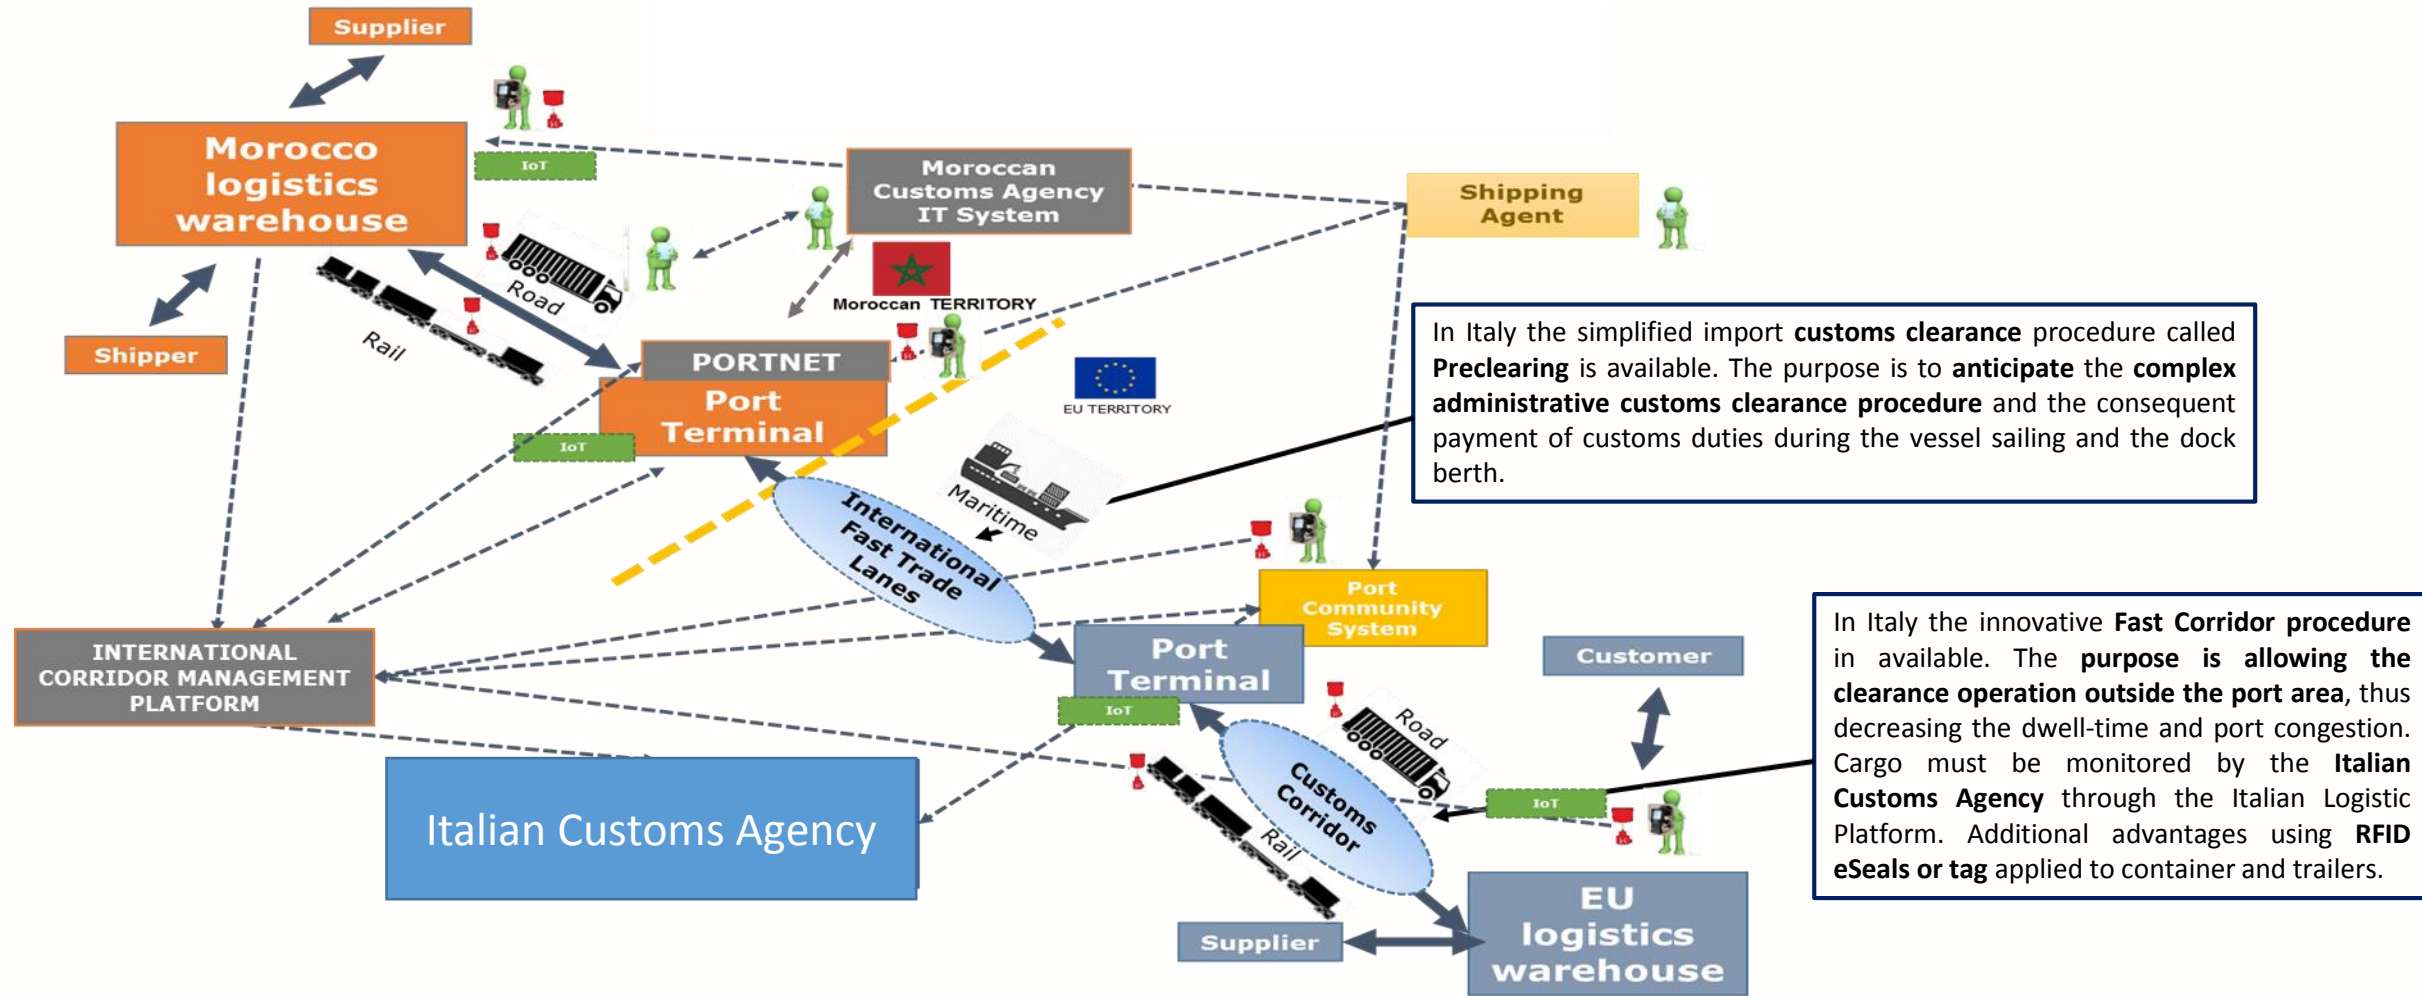 Supplier
Morocco
logistics
warehouse
IoT
Moroccan
Customs Agency
IT System
Shipping
Agent
Road
Rail
Shipper
Moroccan TERRITORY
PORTNET
Port
Terminal
IoT
EU TERRITORY
In Italy the simplified import customs clearance procedure called
Preclearing is available. The purpose is to anticipate the complex
administrative customs clearance procedure and the consequent
payment of customs duties during the vessel sailing and the dock
berth.
Maritime
International
Fast Trade
Lanes
Port
Community
System
INTERNATIONAL
CORRIDOR MANAGEMENT
PLATFORM
Port
Terminal
IoT
Customer
In Italy the innovative Fast Corridor procedure
in available. The purpose is allowing the
clearance operation outside the port area, thus
decreasing the dwell-time and port congestion.
Cargo must be monitored by the Italian
Customs Agency through the Italian Logistic
Platform. Additional advantages using RFID
eSeals or tag applied to container and trailers.
Road
Customs
Corridor
IoT
Rail
Italian Customs Agency
Supplier
EU
logistics
warehouse